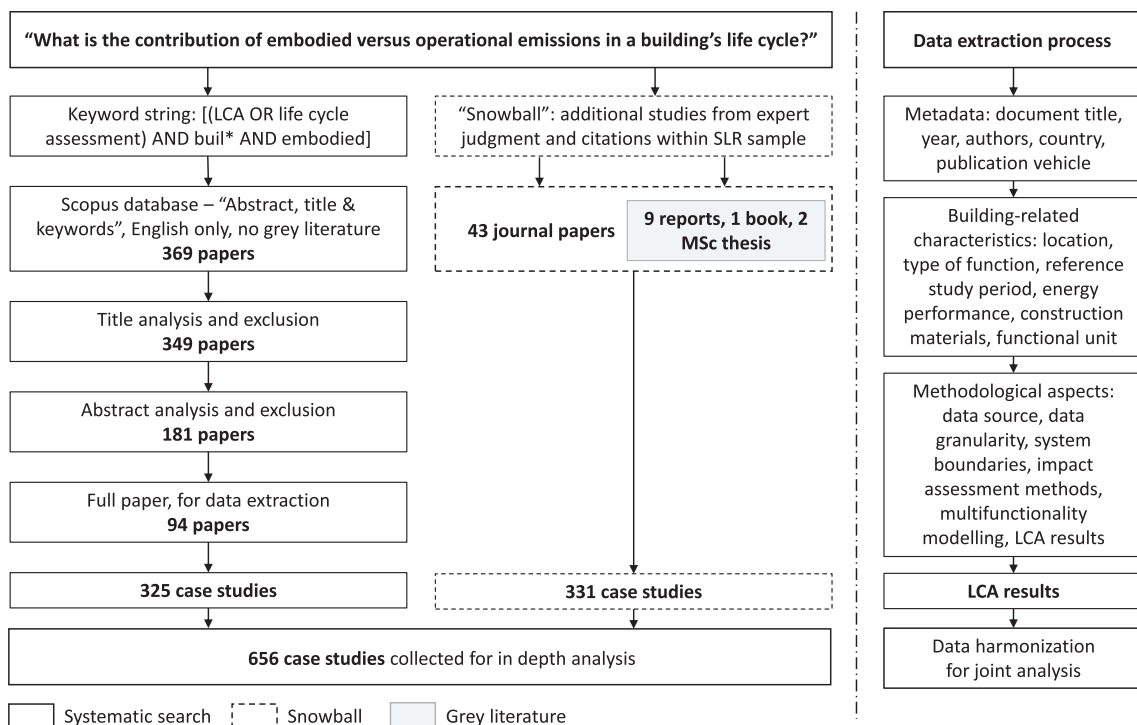 “What is the contribution of embodied versus operational emissions in a building’s life cycle?”
Keyword string: [(LCA OR life cycle
assessment) AND buil* AND embodied]
Scopus database – “Abstract, title &
keywords”, English only, no grey literature
369 papers
Title analysis and exclusion
349 papers
Abstract analysis and exclusion
181 papers
Full paper, for data extraction
94 papers
325 case studies
“Snowball”: additional studies from expert
judgment and citations within SLR sample
43 journal papers
9 reports, 1 book, 2
MSc thesis
331 case studies
656 case studies collected for in depth analysis
Systematic search
Snowball
Grey literature
Data extraction process
Metadata: document title,
year, authors, country,
publication vehicle
Building-related
characteristics: location,
type of function, reference
study period, energy
performance, construction
materials, functional unit
Methodological aspects:
data source, data
granularity, system
boundaries, impact
assessment methods,
multifunctionality
modelling, LCA results
LCA results
Data harmonization
for joint analysis